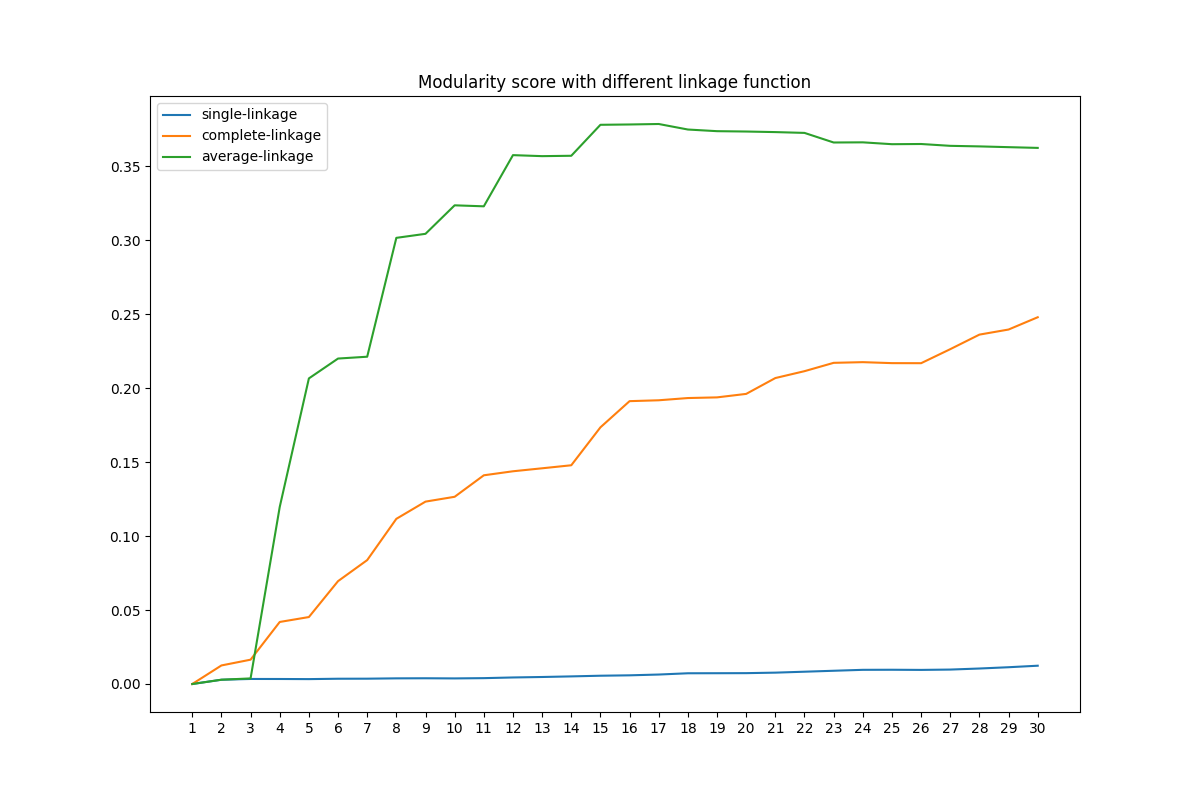 Modularity score with different linkage function
single-linkage
complete-linkage
average-linkage
0.35
0.30
0.25
0.20
0.15
0.10
0.05
0.00
1 2 3 4 5 6 7 8 9 10 11 12 13 14 15 16 17 18 19 20 21 22 23 24 25 26 27 28 29 30